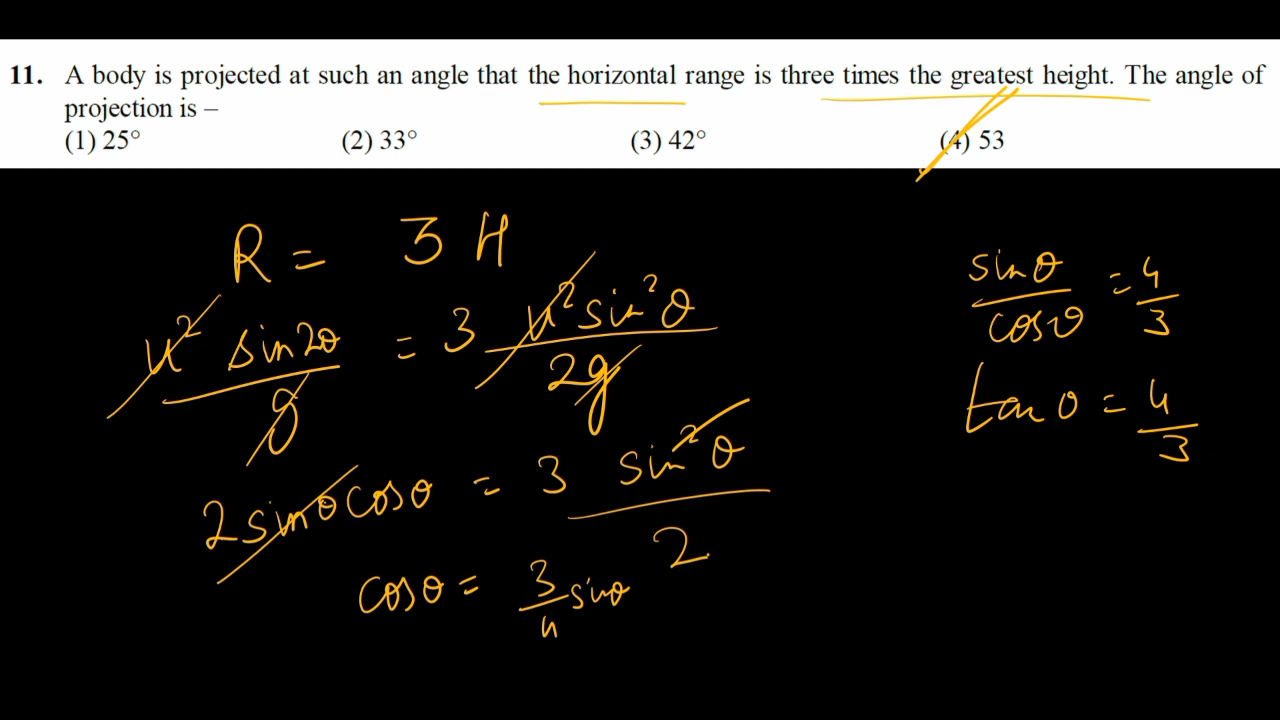 11. A body is projected at such an angle that the horizontal range is three times the greatest height. The angle of
projection is –
(1) 25° (2) 33° (3) 42° (4) 53
R = 3 H
u² sin2θ / g = 3 u² sin²θ / 2g
2 sinθ cosθ = 3 sin²θ / 2
cosθ = 3/4 sinθ
sinθ / cosθ = 4/3
tan θ = 4/3